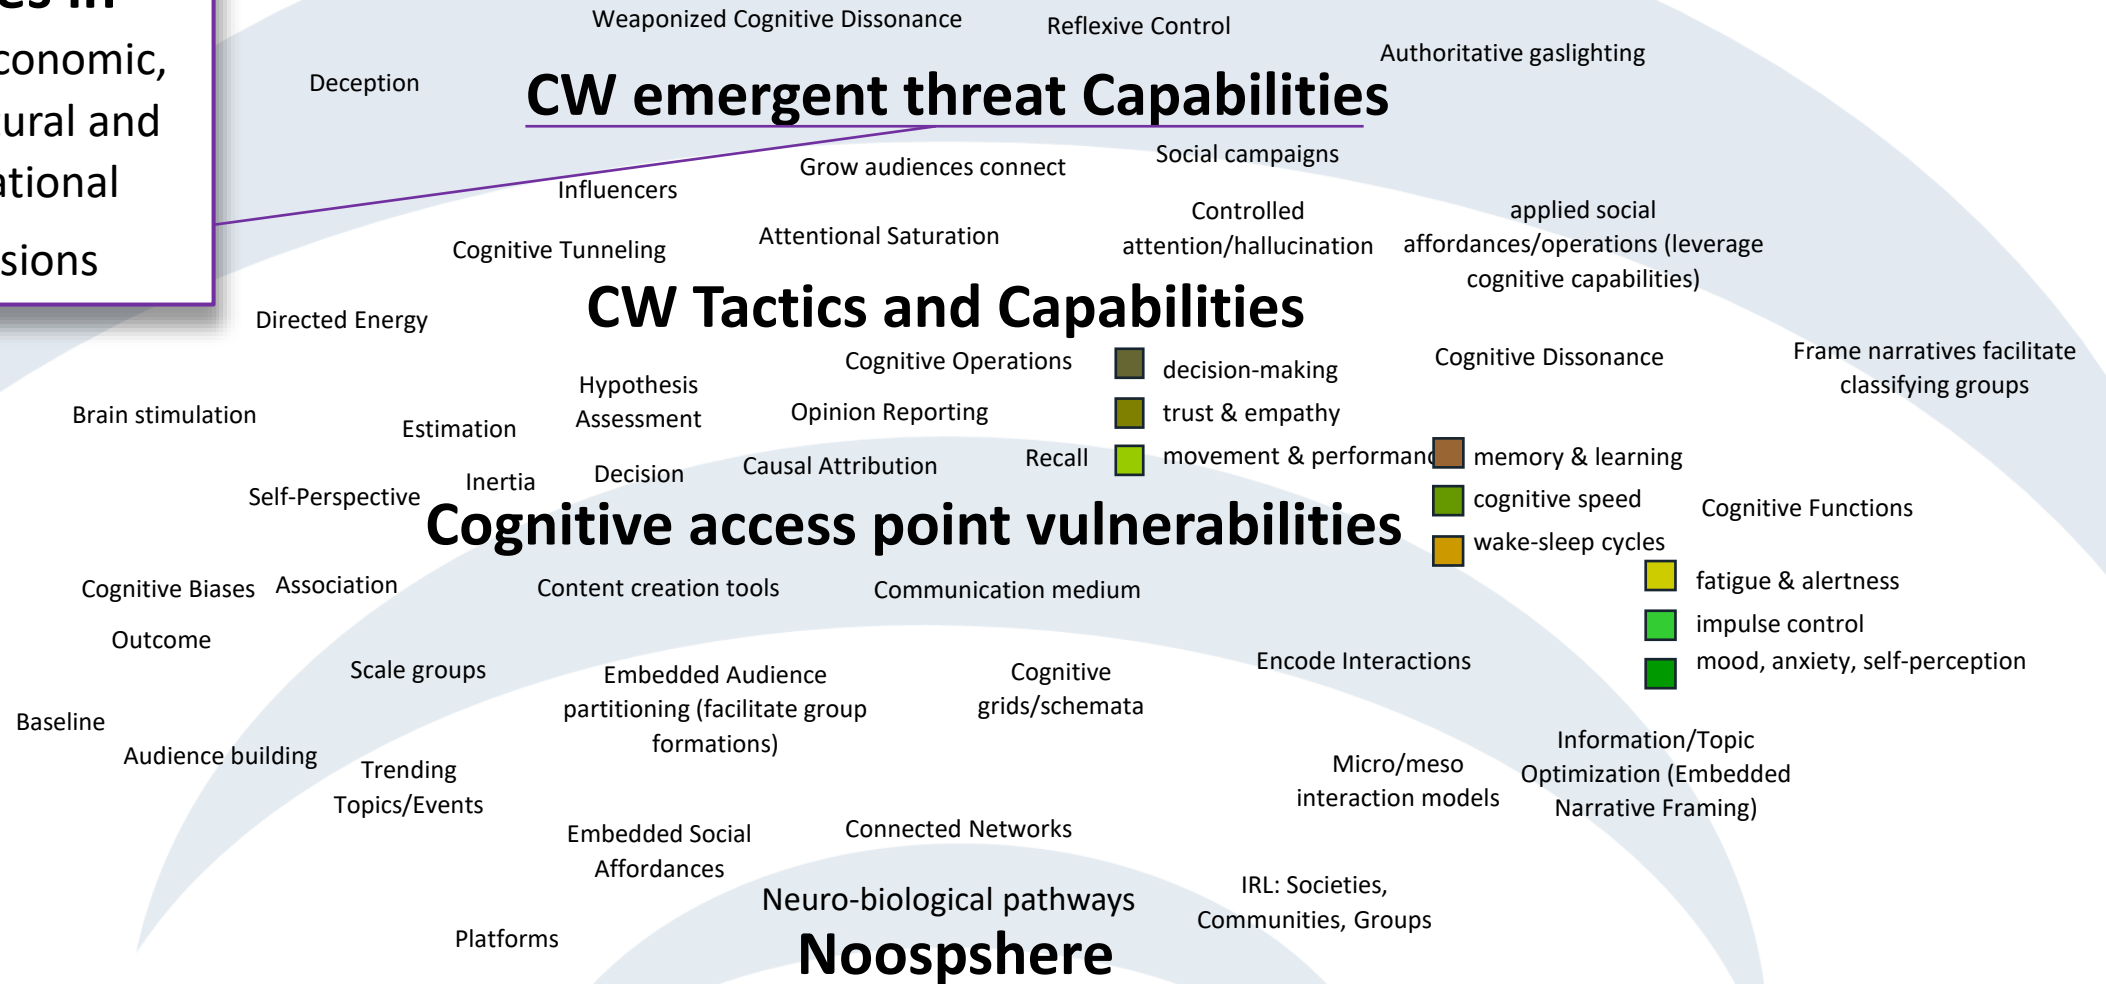 es in
conomic,
tural and
ational
sions
Weaponized Cognitive Dissonance
Reflexive Control
Authoritative gaslighting
Deception
CW emergent threat Capabilities
Grow audiences connect
Social campaigns
Influencers
Controlled
attention/hallucination
applied social
affordances/operations (leverage
cognitive capabilities)
Cognitive Tunneling
Attentional Saturation
CW Tactics and Capabilities
Directed Energy
Cognitive Operations
decision-making
trust & empathy
movement & performanc
Cognitive Dissonance
Frame narratives facilitate
classifying groups
Hypothesis
Assessment
Opinion Reporting
Brain stimulation
Estimation
Inertia
Decision
Causal Attribution
Recall
memory & learning
cognitive speed
wake-sleep cycles
Self-Perspective
Cognitive Functions
Cognitive access point vulnerabilities
fatigue & alertness
impulse control
mood, anxiety, self-perception
Cognitive Biases
Association
Content creation tools
Communication medium
Outcome
Scale groups
Embedded Audience
partitioning (facilitate group
formations)
Cognitive
grids/schemata
Encode Interactions
Baseline
Audience building
Trending
Topics/Events
Micro/meso
interaction models
Information/Topic
Optimization (Embedded
Narrative Framing)
Embedded Social
Affordances
Connected Networks
Neuro-biological pathways
IRL: Societies,
Communities, Groups
Platforms
Noospshere